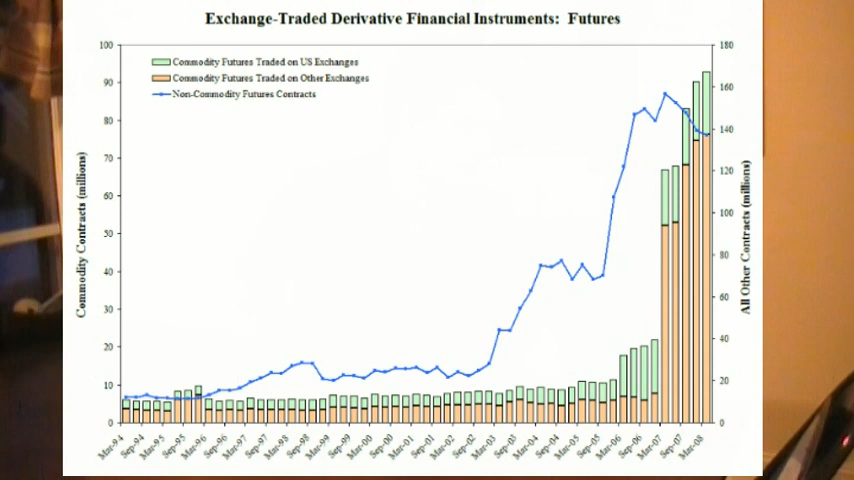 Exchange-Traded Derivative Financial Instruments: Futures
100
90
80
70
60
50
40
30
20
10
0
180
160
140
120
100
80
60
40
20
0
Commodity Futures Traded on US Exchanges
Commodity Futures Traded on Other Exchanges
Non-Commodity Futures Contracts
Commodity Contracts (millions)
All Other Contracts (millions)
Mar-94
Sep-94
Mar-95
Sep-95
Mar-96
Sep-96
Mar-97
Sep-97
Mar-98
Sep-98
Mar-99
Sep-99
Mar-00
Sep-00
Mar-01
Sep-01
Mar-02
Sep-02
Mar-03
Sep-03
Mar-04
Sep-04
Mar-05
Sep-05
Mar-06
Sep-06
Mar-07
Sep-07
Mar-08